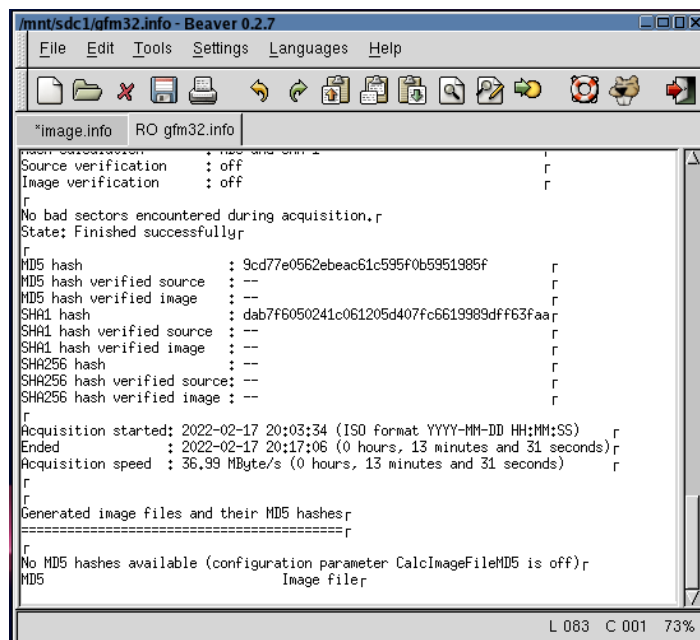 /mnt/sdc1/gfm32.info - Beaver 0.2.7
File Edit Tools Settings Languages Help
*image.info RO gfm32.info
Source verification : off
Image verification : off
No bad sectors encountered during acquisition.
State: Finished successfully
MD5 hash : 9cd77e0562ebeac61c595f0b5951985f
MD5 hash verified source : --
MD5 hash verified image : --
SHA1 hash : dab7f6050241c061205d407fc6619989dff63faa
SHA1 hash verified source : --
SHA1 hash verified image : --
SHA256 hash : --
SHA256 hash verified source: --
SHA256 hash verified image : --
Acquisition started: 2022-02-17 20:03:34 (ISO format YYYY-MM-DD HH:MM:SS)
Ended : 2022-02-17 20:17:06 (0 hours, 13 minutes and 31 seconds)
Acquisition speed : 36.99 MByte/s (0 hours, 13 minutes and 31 seconds)
Generated image files and their MD5 hashes
==========================================
No MD5 hashes available (configuration parameter CalcImageFileMD5 is off)
MD5 Image file
L 083 C 001 73%